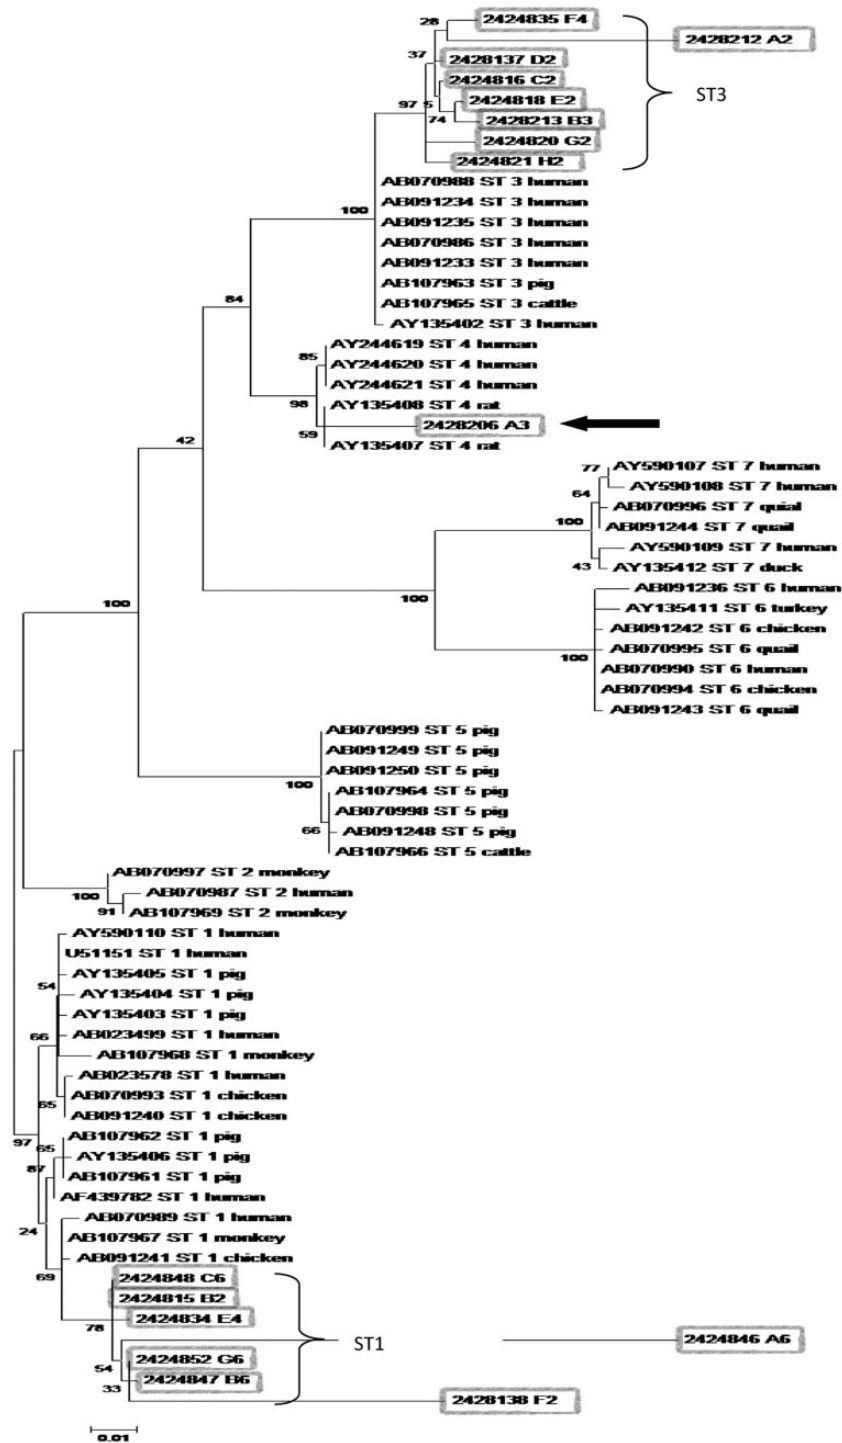 28
2424835 F4
2428212 A2
37
2428137 D2
2424816 C2
ST3
97 5
2424818 E2
74
2428213 B3
2424820 G2
2424821 H2
AB070988 ST 3 human
AB091234 ST 3 human
100
AB091235 ST 3 human
AB070986 ST 3 human
AB091233 ST 3 human
AB107963 ST 3 pig
84
AB107965 ST 3 cattle
AY135402 ST 3 human
AY244619 ST 4 human
85
AY244620 ST 4 human
AY244621 ST 4 human
98
AY135408 ST 4 rat
2428206 A3
59
42
AY135407 ST 4 rat
77
AY590107 ST 7 human
AY590108 ST 7 human
64
AB070996 ST 7 quial
100
AB091244 ST 7 quail
AY590109 ST 7 human
43
AY135412 ST 7 duck
AB091236 ST 6 human
100
100
AY135411 ST 6 turkey
AB091242 ST 6 chicken
AB070995 ST 6 quail
100
AB070990 ST 6 human
AB070994 ST 6 chicken
AB091243 ST 6 quail
AB070999 ST 5 pig
AB091249 ST 5 pig
AB091250 ST 5 pig
100
AB107964 ST 5 pig
AB070998 ST 5 pig
66
AB091248 ST 5 pig
AB107966 ST 5 cattle
AB070997 ST 2 monkey
100
AB070987 ST 2 human
91
AB107969 ST 2 monkey
AY590110 ST 1 human
U51151 ST 1 human
AY135405 ST 1 pig
54
AY135404 ST 1 pig
AY135403 ST 1 pig
66
AB023499 ST 1 human
AB107968 ST 1 monkey
AB023578 ST 1 human
AB070993 ST 1 chicken
65
AB091240 ST 1 chicken
97
AB107962 ST 1 pig
65
AY135406 ST 1 pig
87
AB107961 ST 1 pig
AF439782 ST 1 human
AB070989 ST 1 human
24
AB107967 ST 1 monkey
AB091241 ST 1 chicken
69
2424848 C6
2424815 B2
2424834 E4
78
ST1
2424846 A6
2424852 G6
54
2424847 B6
33
2428138 F2
0.01